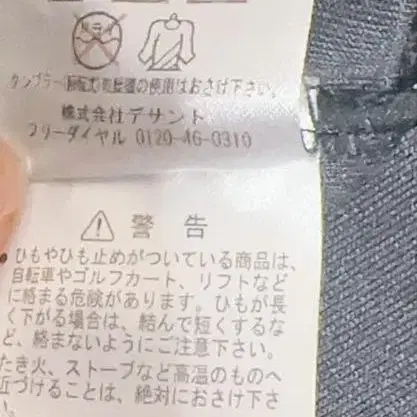 ドライ
タンブラー(回転式)乾燥機の使用はおさけ下さい。
株式会社デサント
フリーダイヤル 0120-46-0310
警告
ひもやひも止めがついている商品は、
自転車やゴルフカート、リフトなど
に絡まる危険があります。ひもが長
く下がる場合は、結んで短くするな
ど、絡まないようにご注意下さい。
たき火、ストーブなど高温のものへ
近づけることは、絶対におさけ下さ